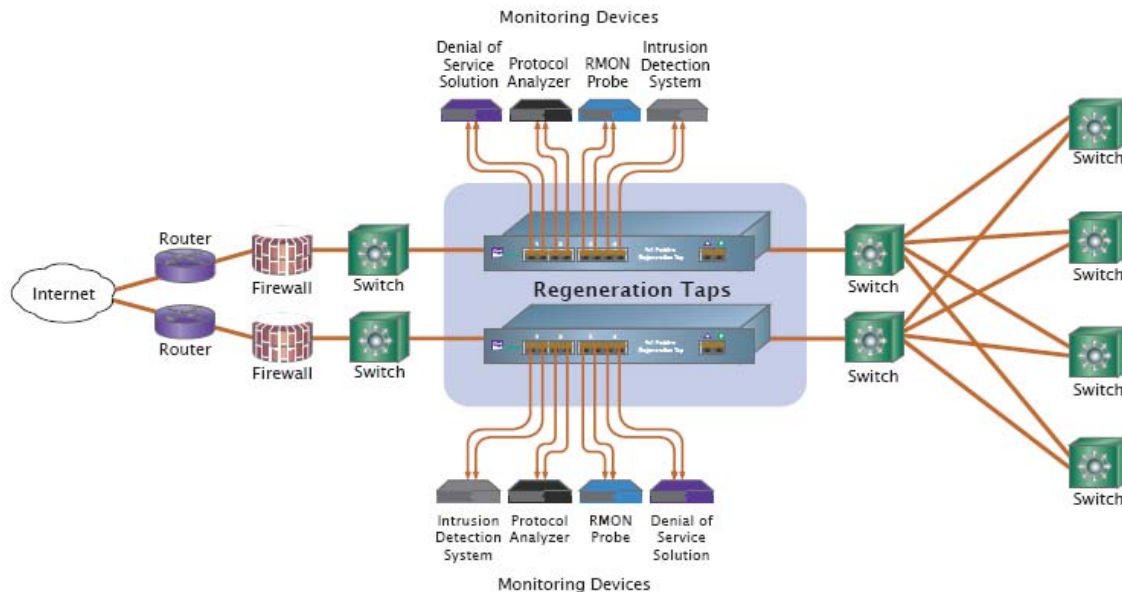 Monitoring Devices
Denial of
Service
Solution
Protocol
Analyzer
RMON
Probe
Intrusion
Detection
System
Switch
Router
Firewall
Switch
Switch
Switch
Internet
Regeneration Taps
Router
Firewall
Switch
Switch
Switch
Switch
Intrusion
Detection
System
Protocol
Analyzer
RMON
Probe
Denial of
Service
Solution
Monitoring Devices